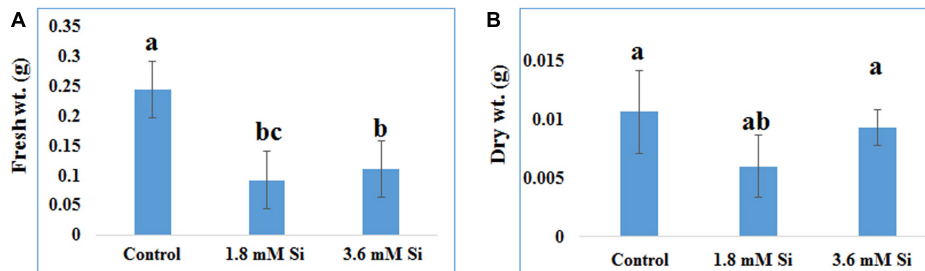 A
Fresh wt. (g)
0.35
0.3
0.25
0.2
0.15
0.1
0.05
0
a
bc
b
Control
1.8 mM Si
3.6 mM Si
B
Dry wt. (g)
0.015
0.01
0.005
0
a
ab
a
Control
1.8 mM Si
3.6 mM Si